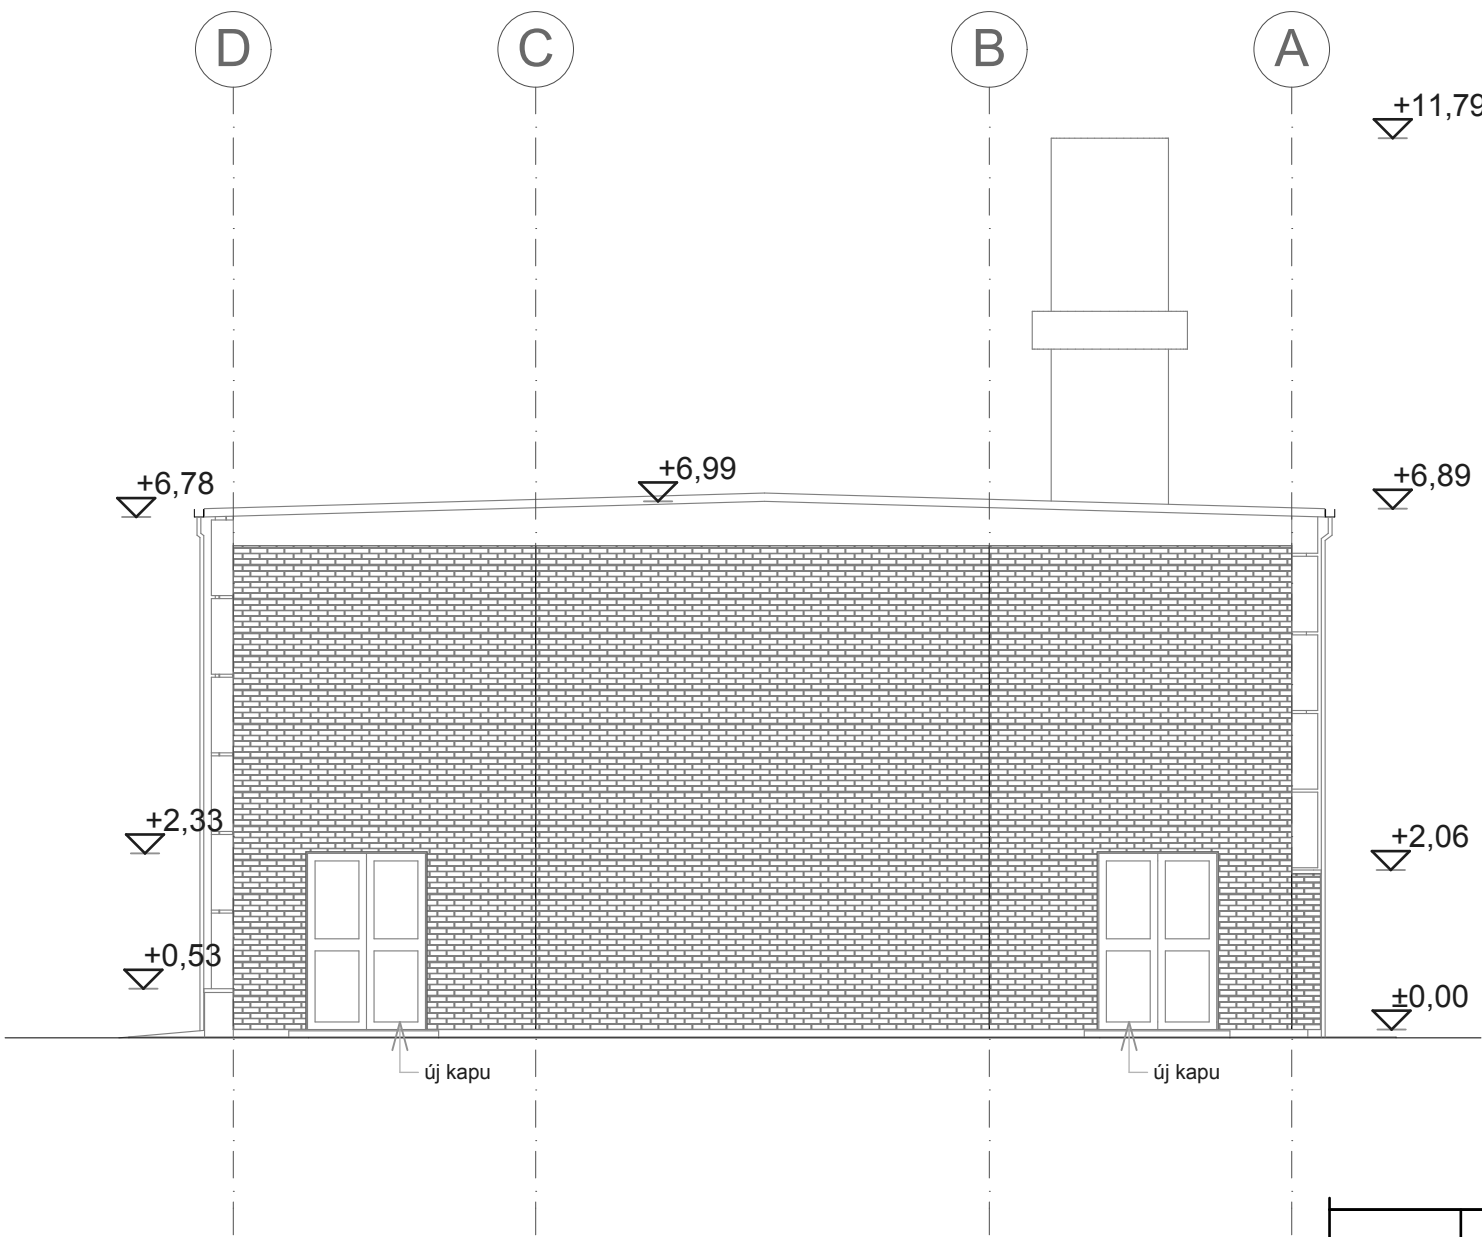 D C B A
+11,79
+6,78 +6,99 +6,89
+2,33 +2,06
+0,53 ±0,00
új kapu új kapu